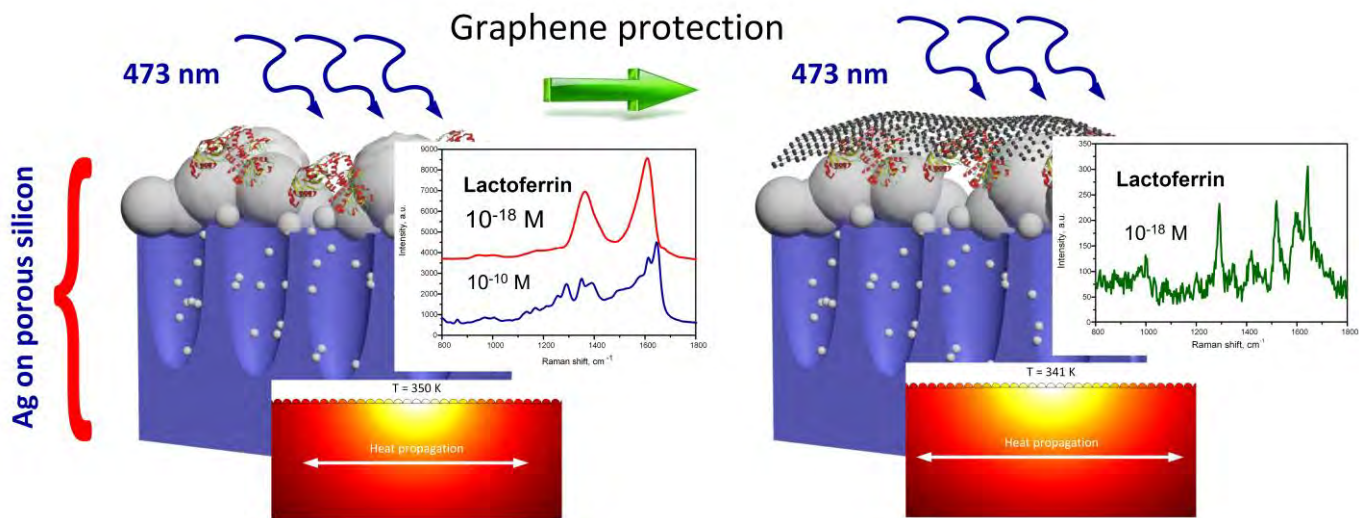 Graphene protection
473 nm
473 nm
Ag on porous silicon
9000
8000
7000
6000
5000
4000
3000
2000
1000
0
Intensity, a.u.
Lactoferrin
10⁻¹⁸ M
10⁻¹⁰ M
800 1000 1200 1400 1600 1800
Raman shift, cm⁻¹
T = 350 K
Heat propagation
350
300
250
200
150
100
50
0
Intensity, a.u.
Lactoferrin
10⁻¹⁸ M
800 1000 1200 1400 1600 1800
Raman shift, cm⁻¹
T = 341 K
Heat propagation